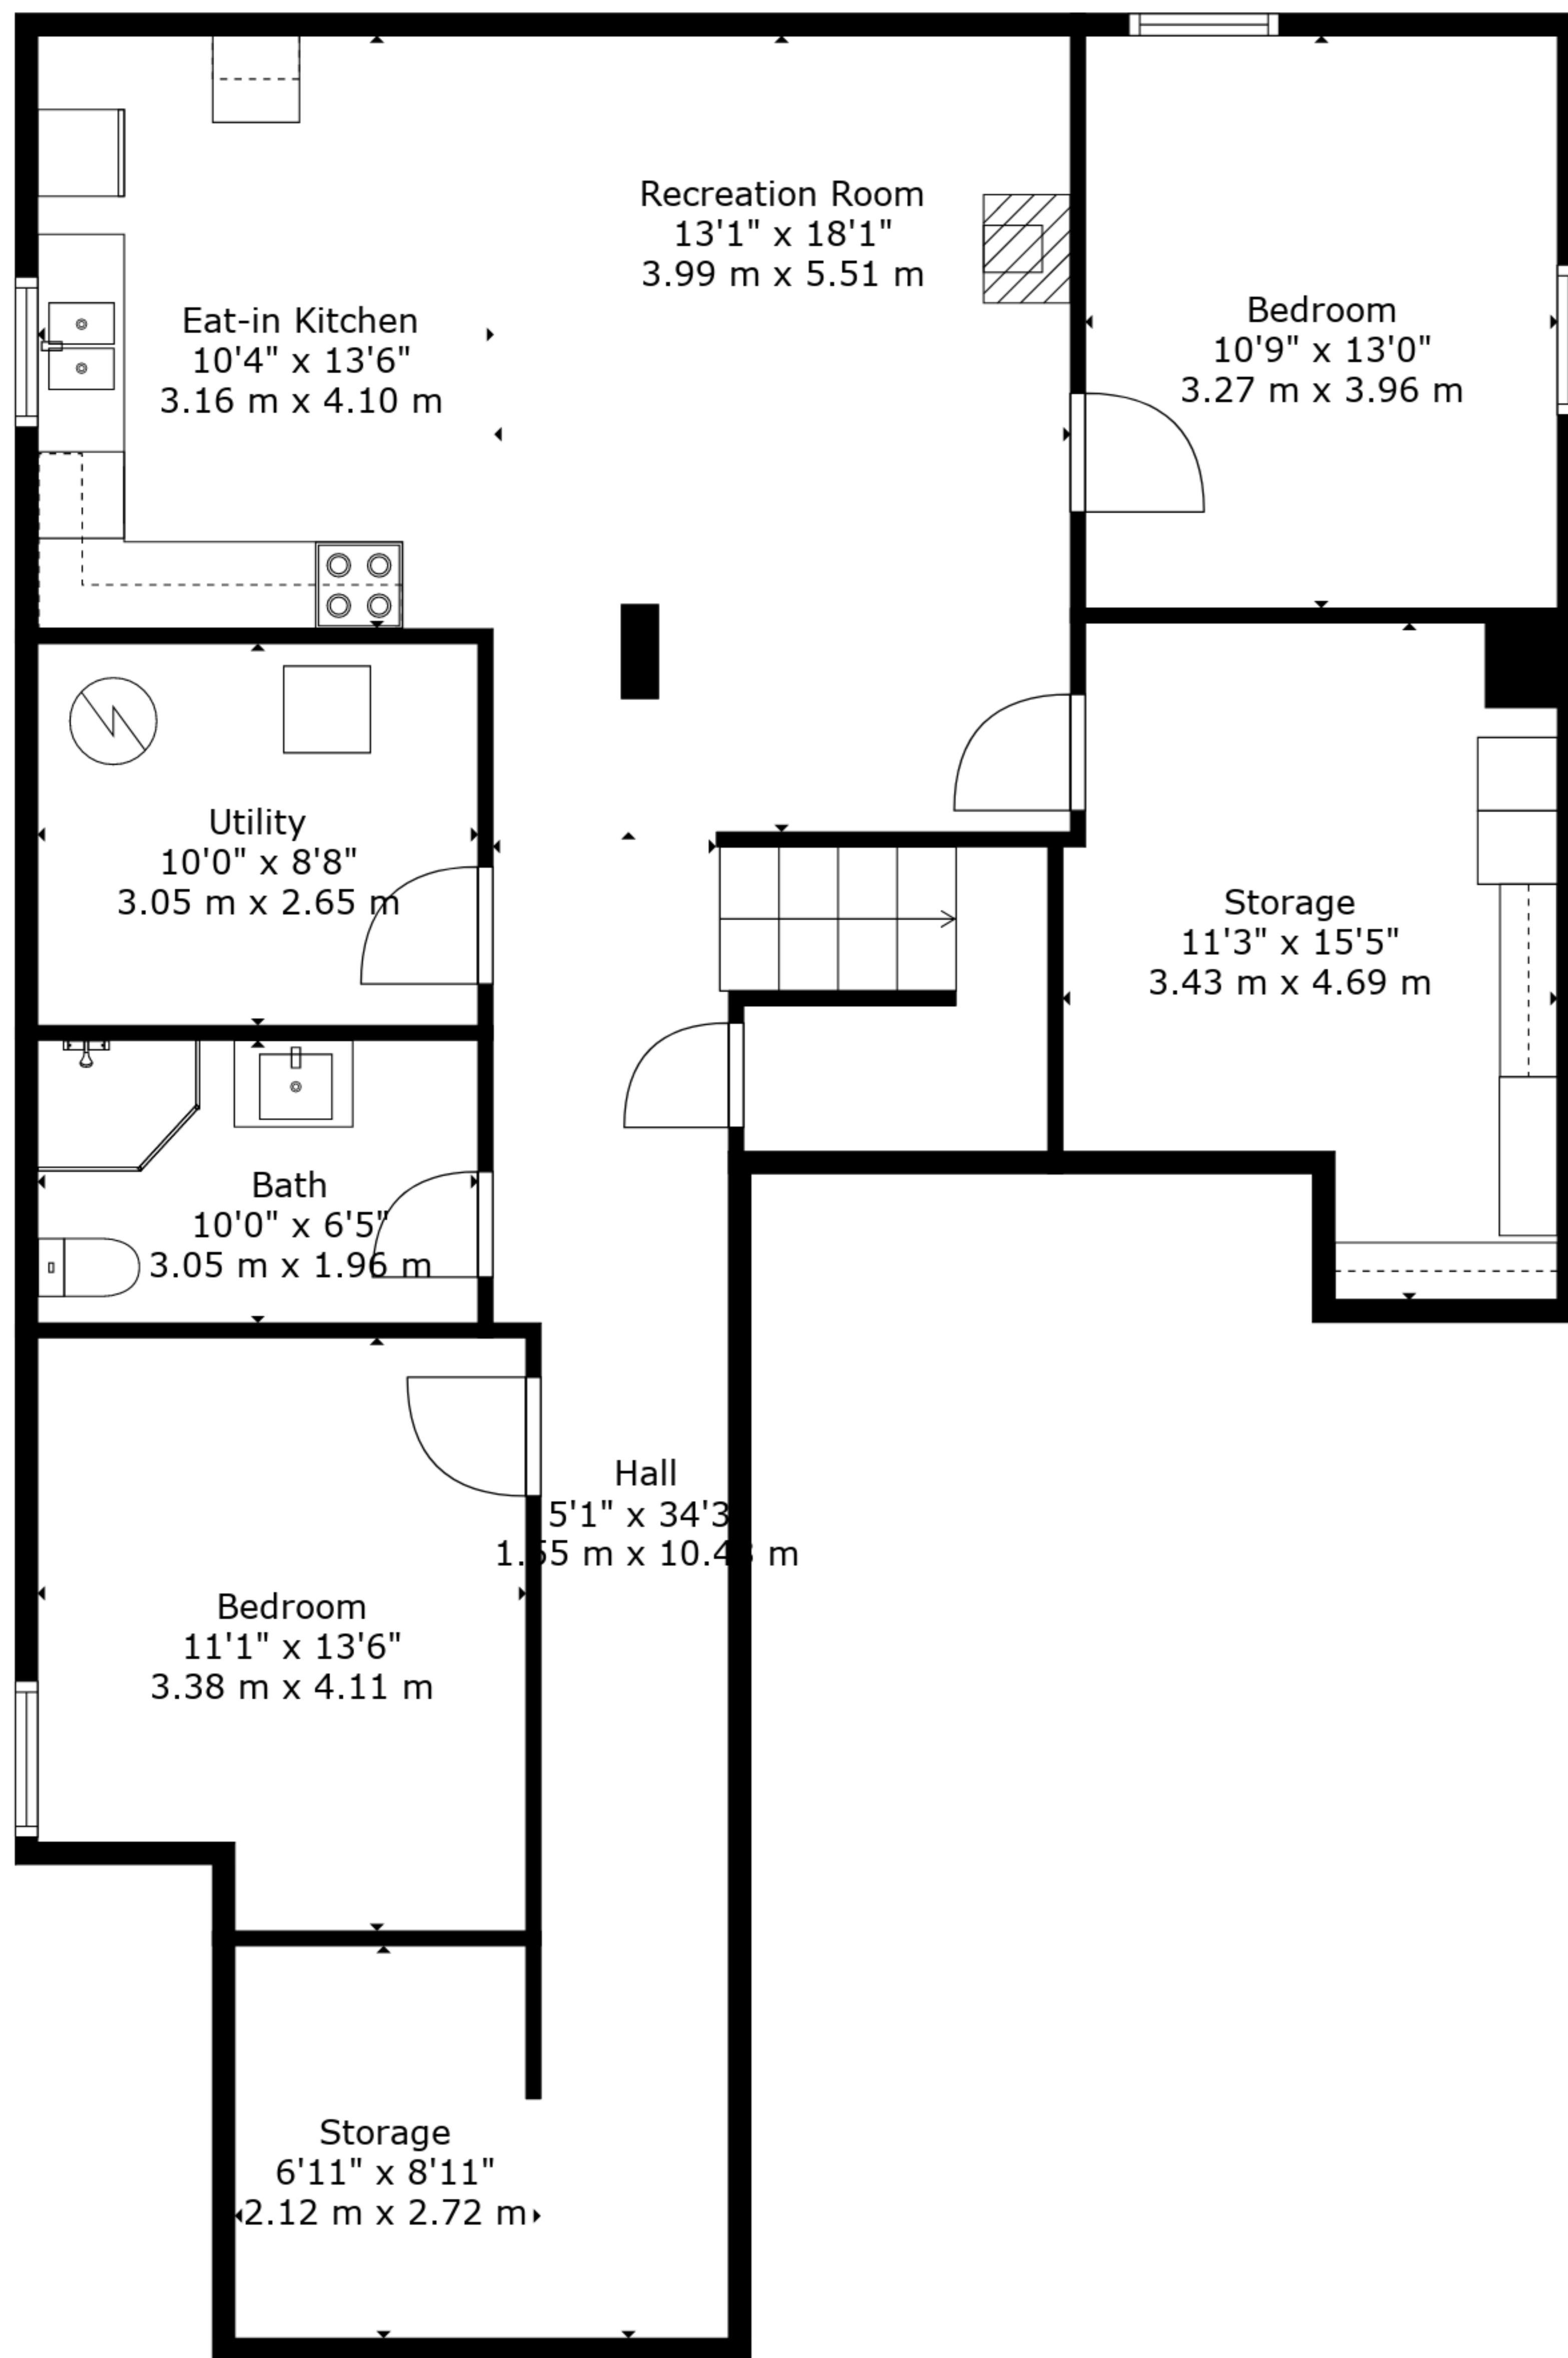 Recreation Room
13'1" x 18'1"
3.99 m x 5.51 m
Eat-in Kitchen
10'4" x 13'6"
3.16 m x 4.10 m
Bedroom
10'9" x 13'0"
3.27 m x 3.96 m
Utility
10'0" x 8'8"
3.05 m x 2.65 m
Storage
11'3" x 15'5"
3.43 m x 4.69 m
Bath
10'0" x 6'5"
3.05 m x 1.96 m
Hall
5'1" x 34'3
m x m
Bedroom
11'1" x 13'6"
3.38 m x 4.11 m
Storage
6'11" x 8'11"
2.12 m x 2.72 m